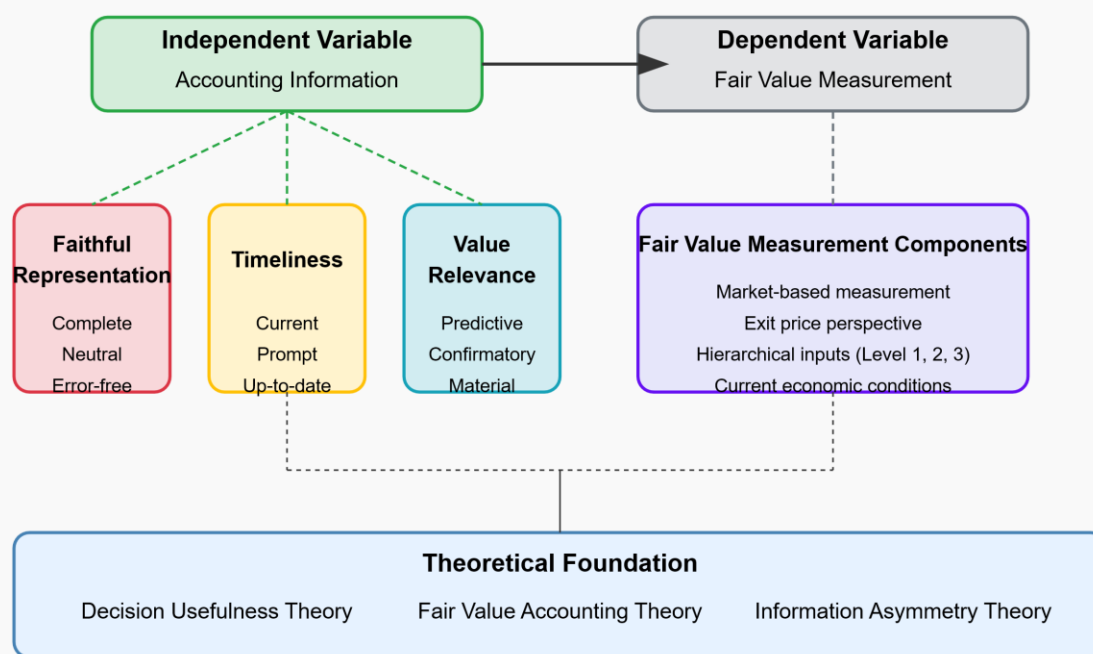 Independent Variable
Accounting Information
Dependent Variable
Fair Value Measurement
Faithful
Representation
Complete
Neutral
Error-free
Timeliness
Current
Prompt
Up-to-date
Value
Relevance
Predictive
Confirmatory
Material
Fair Value Measurement Components
Market-based measurement
Exit price perspective
Hierarchical inputs (Level 1, 2, 3)
Current economic conditions
Theoretical Foundation
Decision Usefulness Theory
Fair Value Accounting Theory
Information Asymmetry Theory